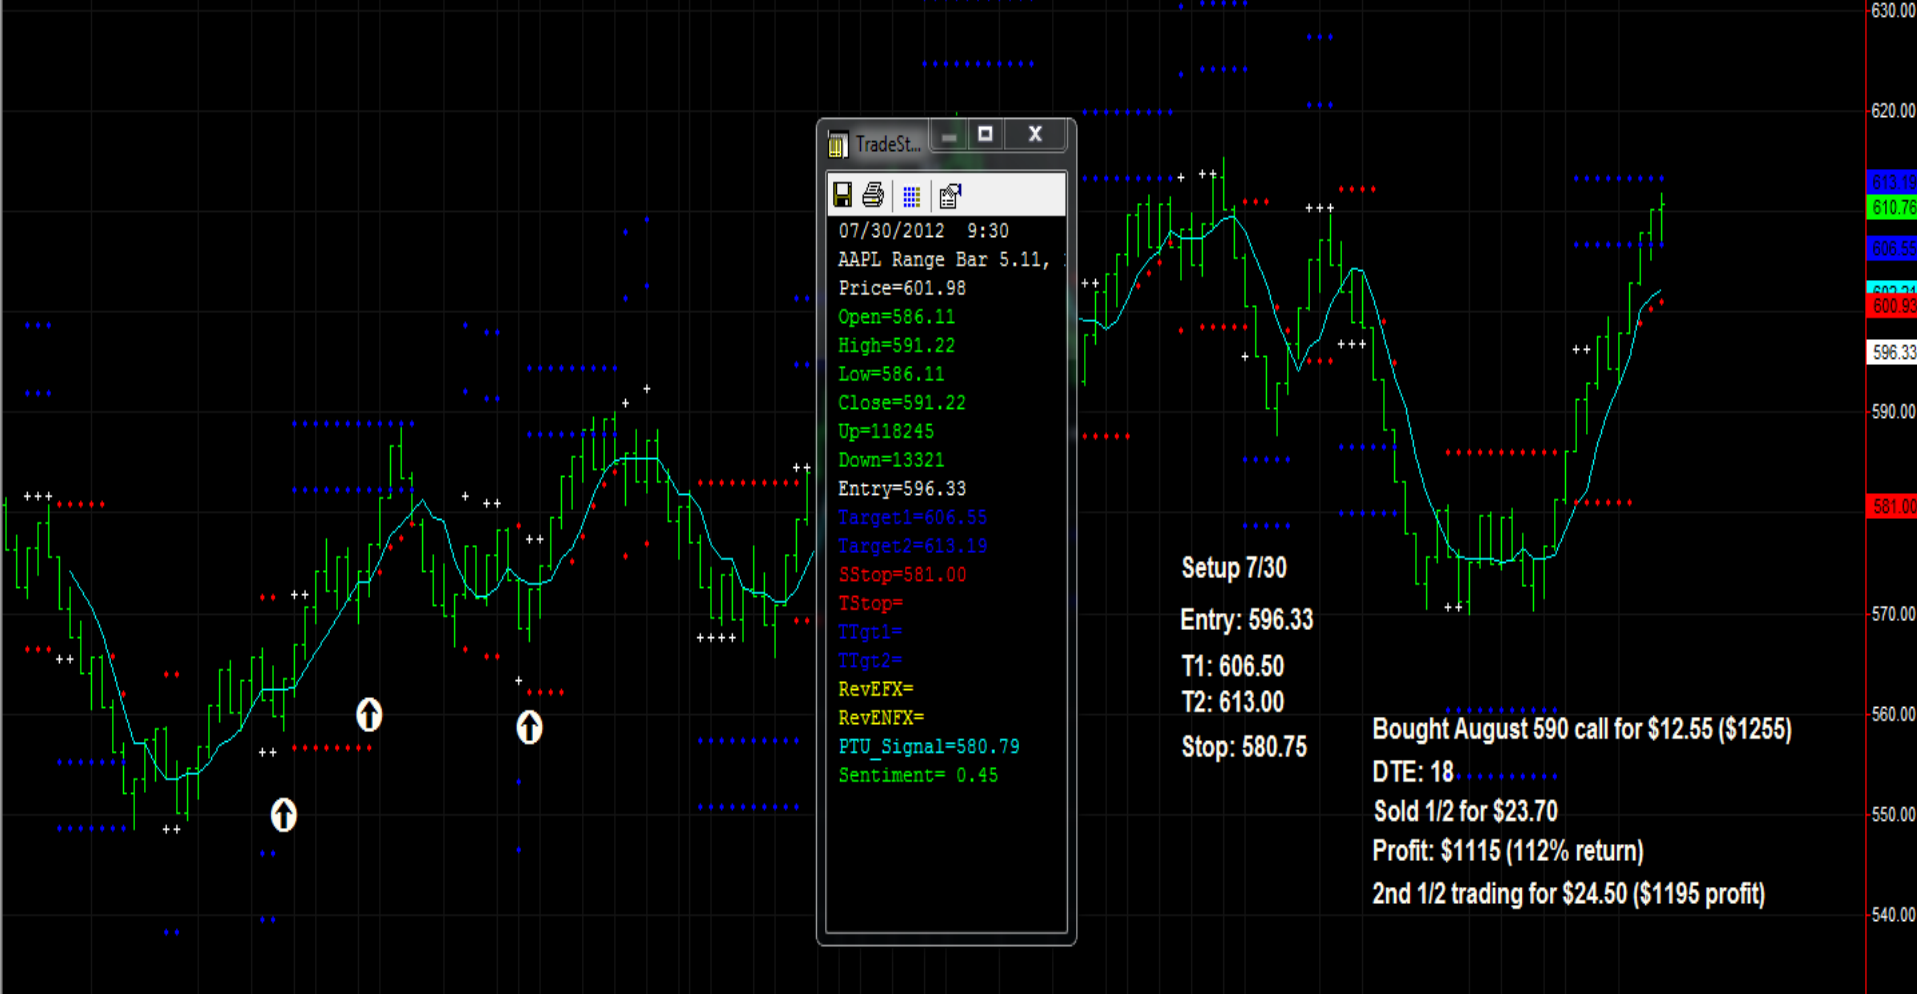 TradeSt...
X
07/30/2012 9:30
AAPL Range Bar 5.11,
Price=601.98
Open=586.11
High=591.22
Low=586.11
Close=591.22
Up=118245
Down=13321
Entry=596.33
Target1=606.55
Target2=613.19
SStop=581.00
TStop=
TTgt1=
TTgt2=
RevEFX=
RevENFX=
PTU_Signal=580.79
Sentiment= 0.45
Setup 7/30
Entry: 596.33
T1: 606.50
T2: 613.00
Stop: 580.75
Bought August 590 call for $12.55 ($1255)
DTE: 18
Sold 1/2 for $23.70
Profit: $1115 (112% return)
2nd 1/2 trading for $24.50 ($1195 profit)
630.00
620.00
613.19
610.76
606.55
600.93
596.33
590.00
581.00
570.00
560.00
550.00
540.00